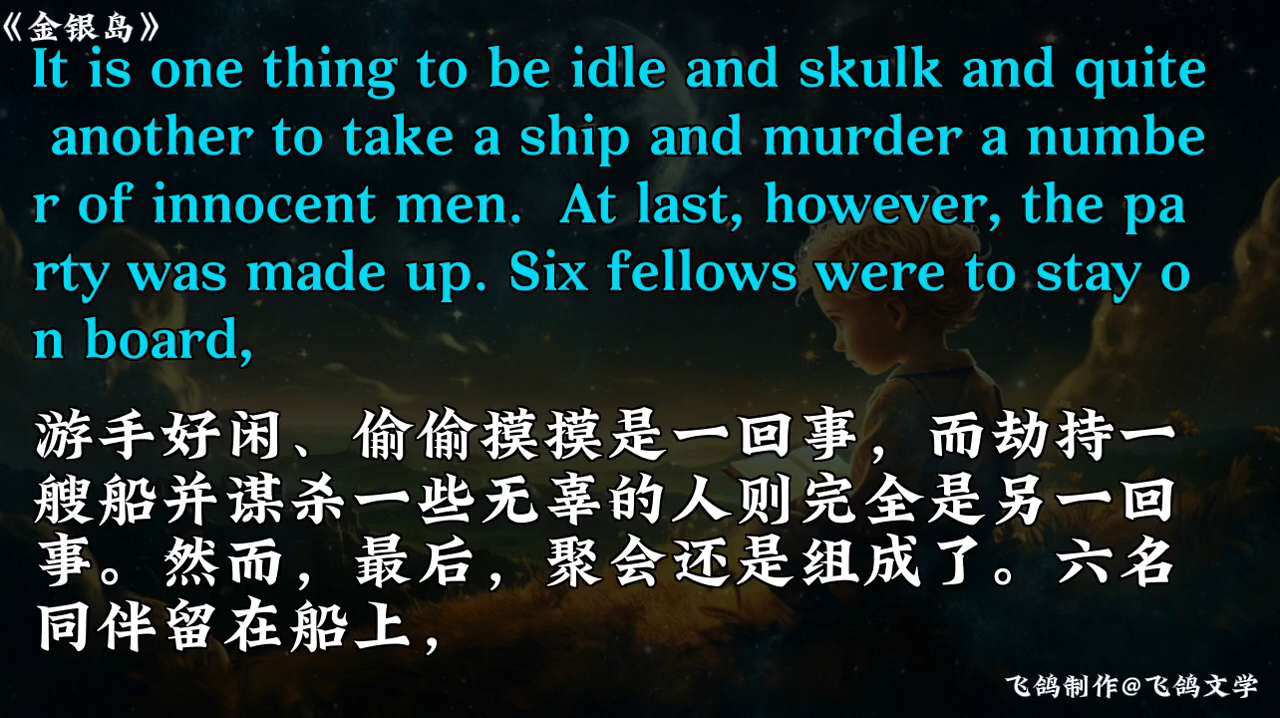 《金银岛》
It is one thing to be idle and skulk and quite
another to take a ship and murder a numbe
r of innocent men.  At last, however, the pa
rty was made up. Six fellows were to stay o
n board,
游手好闲、偷偷摸摸是一回事，而劫持一
艘船并谋杀一些无辜的人则完全是另一回
事。然而，最后，聚会还是组成了。六名
同伴留在船上，
飞鸽制作@飞鸽文学